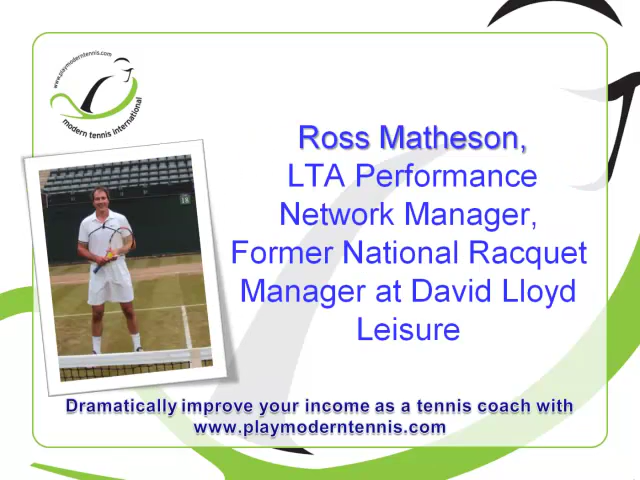 www.playmoderntennis.com
modern tennis international
Ross Matheson,
LTA Performance
Network Manager,
Former National Racquet
Manager at David Lloyd
Leisure
Dramatically improve your income as a tennis coach with
www.playmoderntennis.com